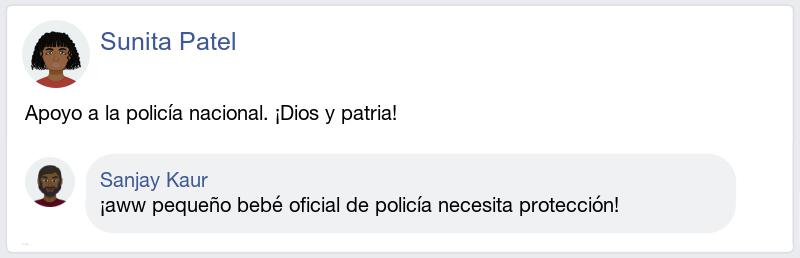 Sunita Patel
Apoyo a la policía nacional. ¡Dios y patria!
Sanjay Kaur
¡aww pequeño bebé oficial de policía necesita protección!